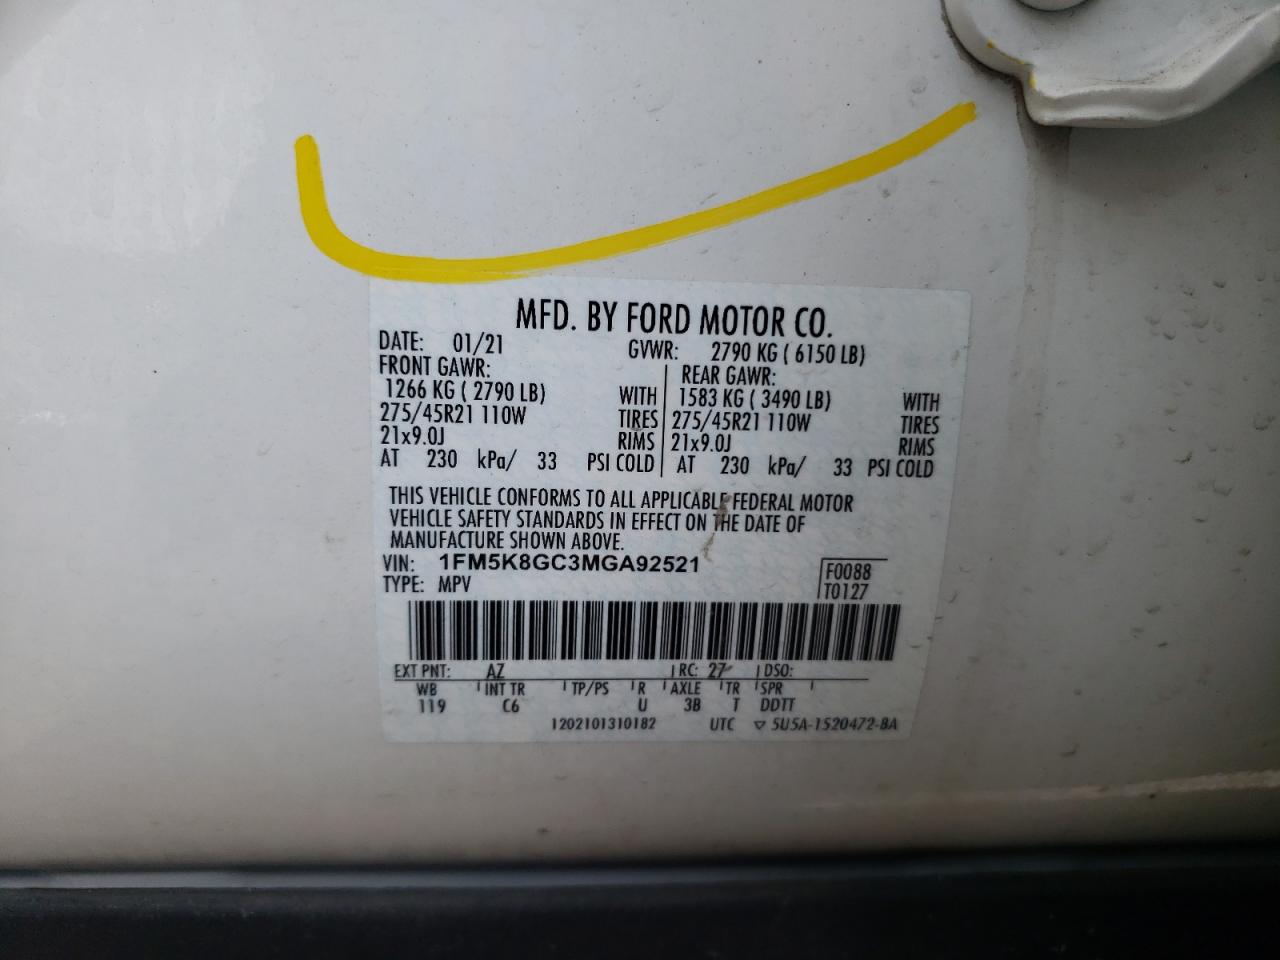 MFD. BY FORD MOTOR CO.
DATE: 01/21 GVWR: 2790 KG ( 6150 LB)
FRONT GAWR: REAR GAWR:
1266 KG ( 2790 LB) WITH 1583 KG ( 3490 LB) WITH
275/45R21 110W TIRES 275/45R21 110W TIRES
21x9.0J RIMS 21x9.0J RIMS
AT 230 kPa/ 33 PSI COLD AT 230 kPa/ 33 PSI COLD
THIS VEHICLE CONFORMS TO ALL APPLICABLE FEDERAL MOTOR
VEHICLE SAFETY STANDARDS IN EFFECT ON THE DATE OF
MANUFACTURE SHOWN ABOVE.
VIN: 1FM5K8GC3MGA92521 F0088
TYPE: MPV T0127
EXT PNT: AZ RC: 27 DSO:
WB INT TR TP/PS R AXLE TR SPR
119 C6 U 3B T DDTT
1202101310182 UTC ▽ 5U5A-1520472-BA